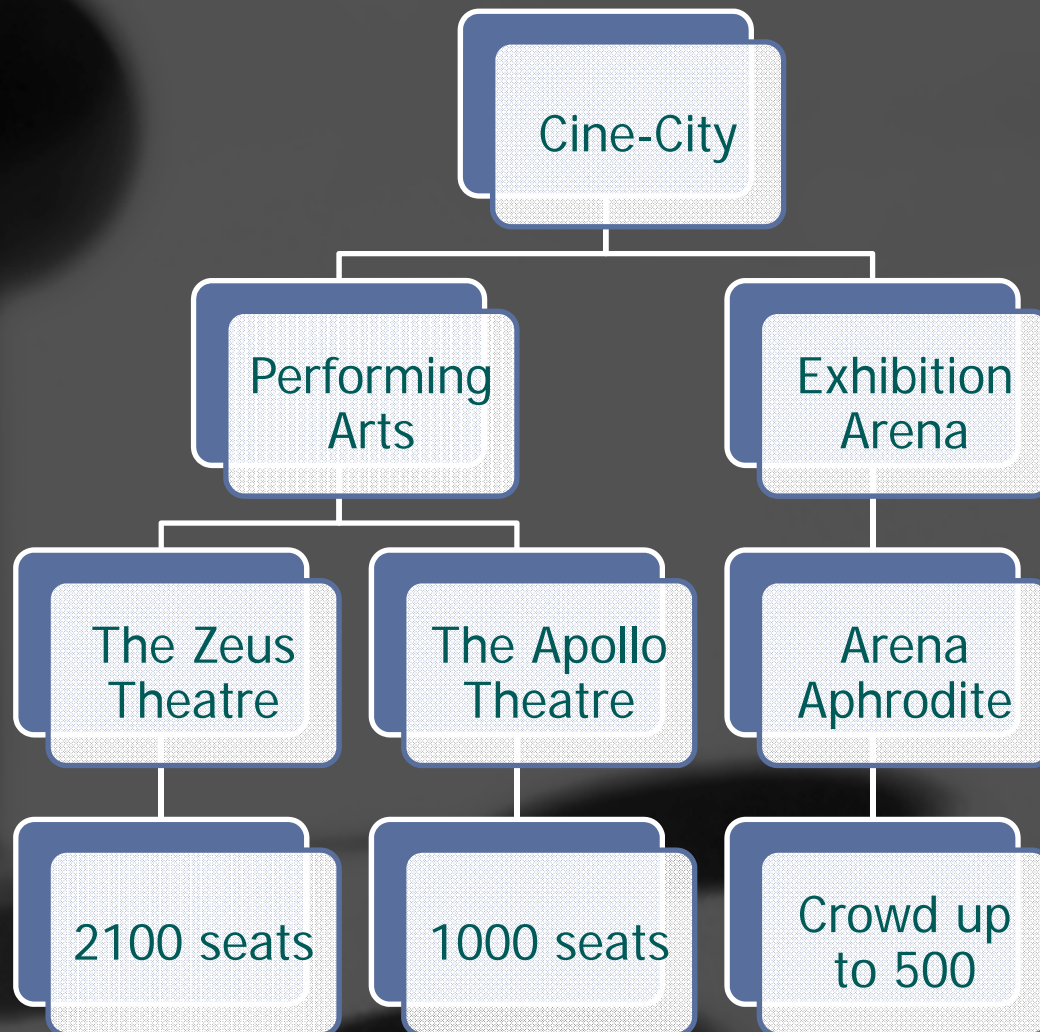 Cine-City
Performing
Arts
Exhibition
Arena
The Zeus
Theatre
The Apollo
Theatre
Arena
Aphrodite
2100 seats
1000 seats
Crowd up
to 500